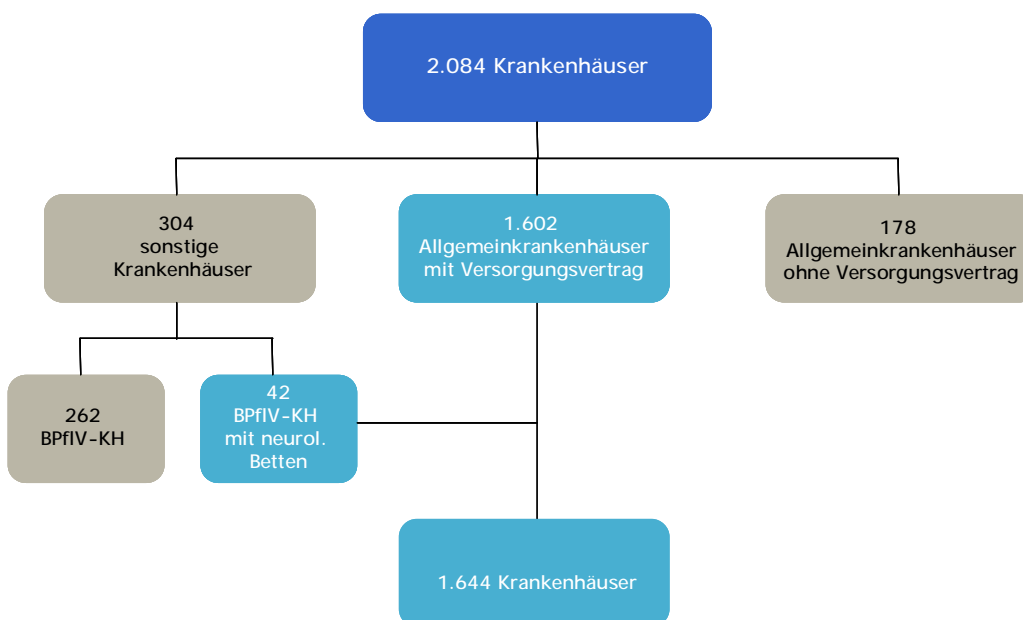 2.084 Krankenhäuser
304
sonstige
Krankenhäuser
1.602
Allgemeinkrankenhäuser
mit Versorgungsvertrag
178
Allgemeinkrankenhäuser
ohne Versorgungsvertrag
262
BPflV-KH
42
BPflV-KH
mit neurol.
Betten
1.644 Krankenhäuser